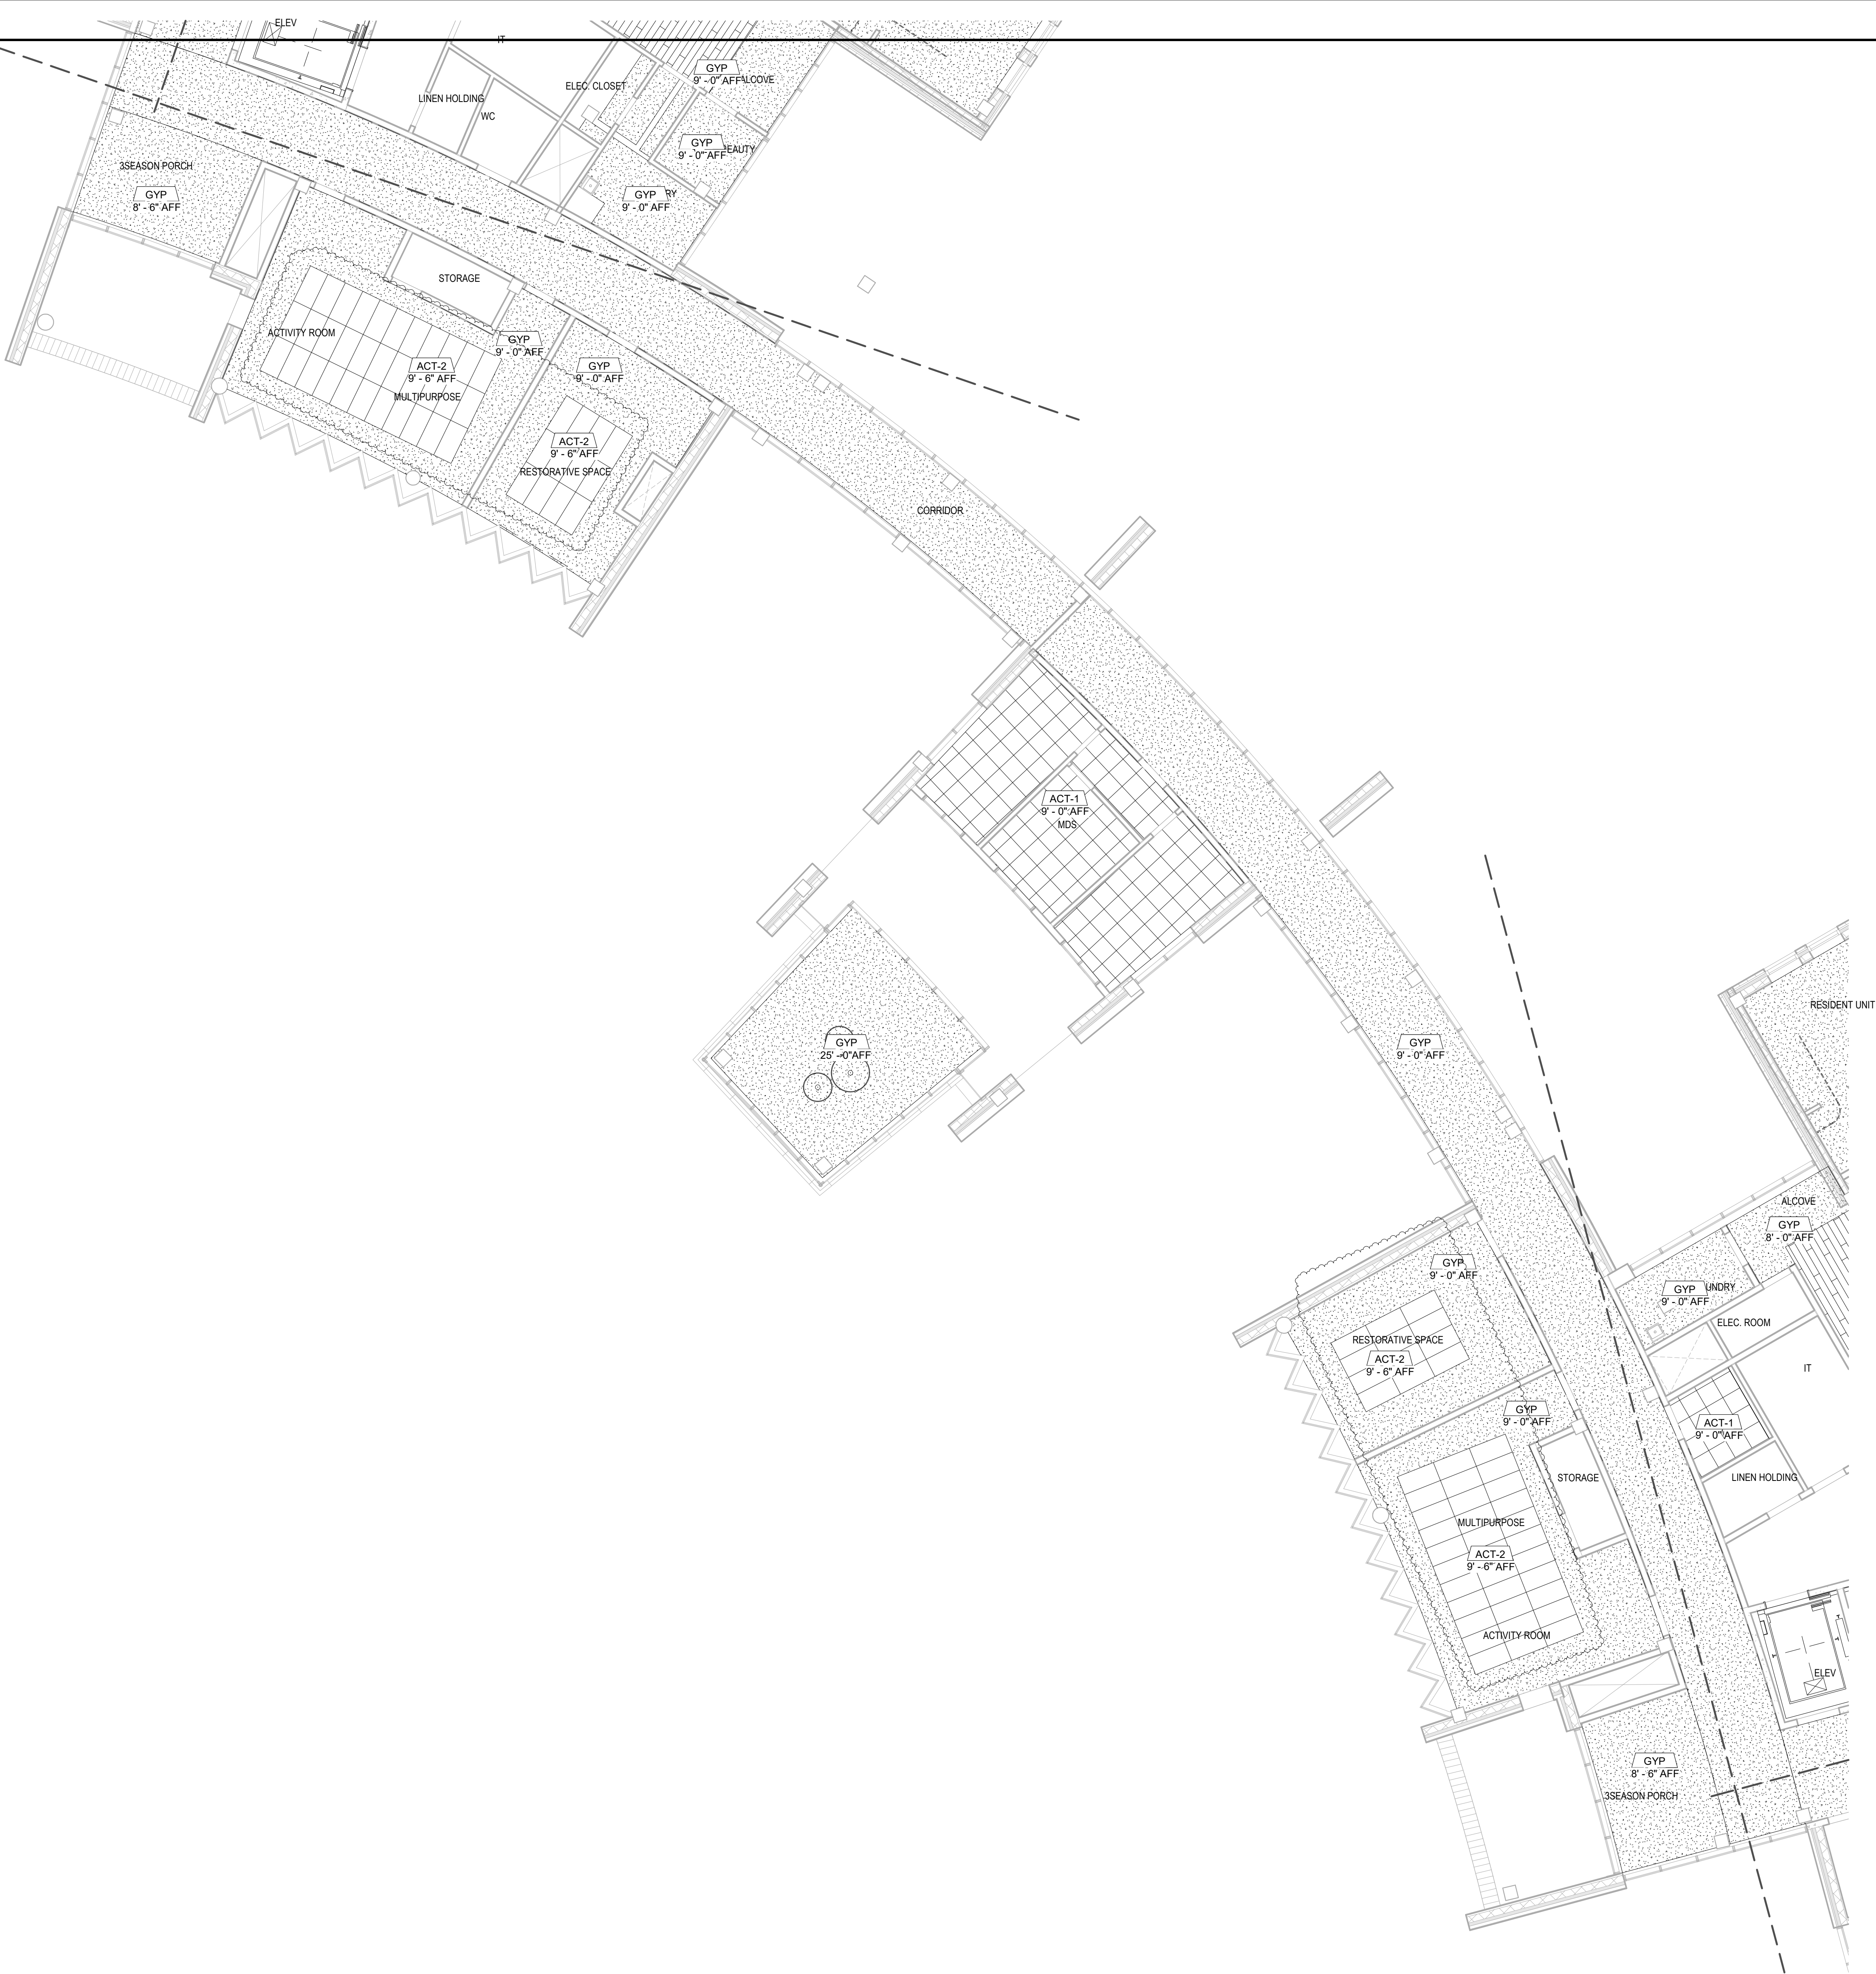 ELEV
IT
GYP
9' - 0" AFF
ALCOVE
ELEC. CLOSET
LINEN HOLDING
WC
GYP
9' - 0" AFF
BEAUTY
3SEASON PORCH
GYP
8' - 6" AFF
GYP
9' - 0" AFF
RY
STORAGE
ACTIVITY ROOM
GYP
9' - 0" AFF
ACT-2
9' - 6" AFF
MULTIPURPOSE
GYP
9' - 0" AFF
ACT-2
9' - 6" AFF
RESTORATIVE SPACE
CORRIDOR
ACT-1
9' - 0" AFF
MDS
RESIDENT UNIT
GYP
25' - 0" AFF
GYP
9' - 0" AFF
ALCOVE
GYP
8' - 0" AFF
GYP
9' - 0" AFF
GYP
9' - 0" AFF
UNDRY
ELEC. ROOM
RESTORATIVE SPACE
ACT-2
9' - 6" AFF
IT
GYP
9' - 0" AFF
ACT-1
9' - 0" AFF
STORAGE
LINEN HOLDING
MULTIPURPOSE
ACT-2
9' - 6" AFF
ACTIVITY ROOM
ELEV
GYP
8' - 6" AFF
3SEASON PORCH